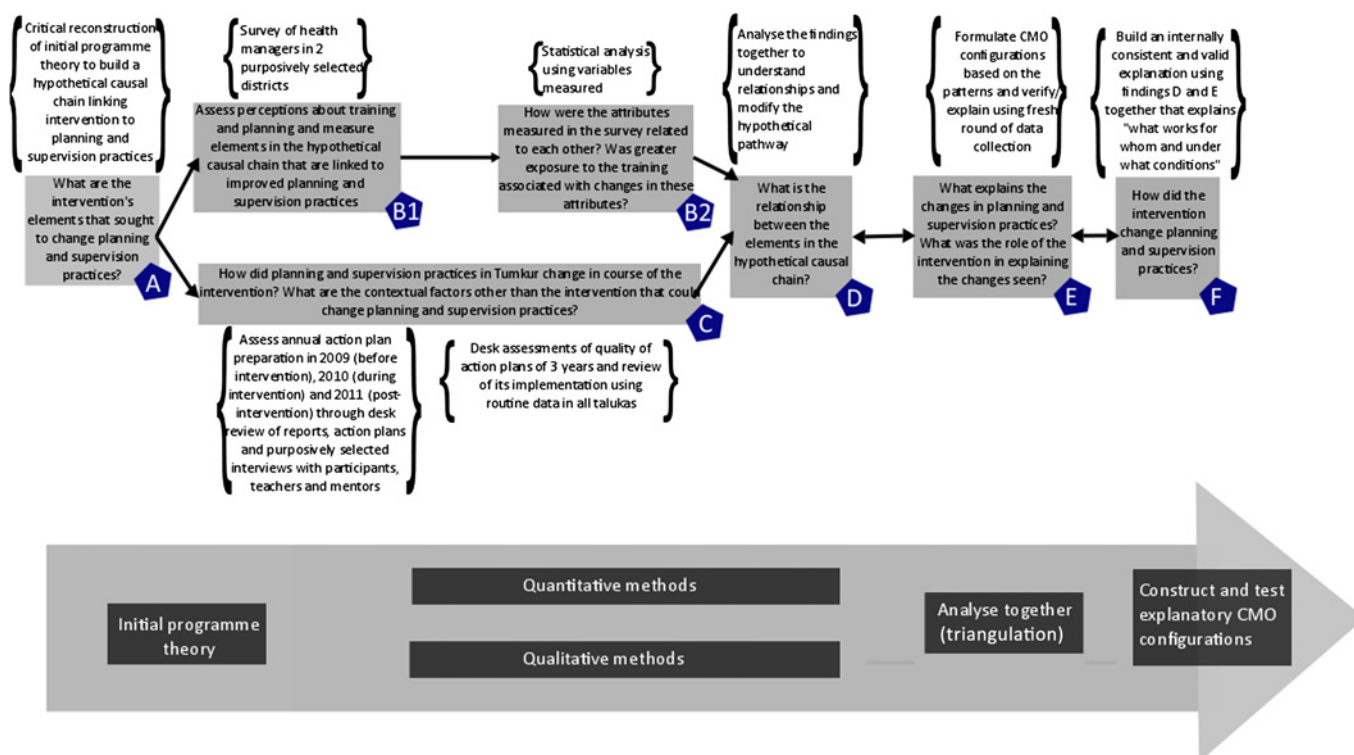 Critical reconstruction
of initial programme
theory to build a
hypothetical causal
chain linking
intervention to
planning and
supervision practices
What are the
intervention's
elements that sought
to change planning
and supervision
practices?
A
Survey of health
managers in 2
purposively selected
districts
Assess perceptions about training
and planning and measure
elements in the hypothetical
causal chain that are linked to
improved planning and
supervision practices
B1
Statistical analysis
using variables
measured
How were the attributes
measured in the survey related
to each other? Was greater
exposure to the training
associated with changes in these
attributes?
B2
How did planning and supervision practices in Tumkur change in course of the
intervention? What are the contextual factors other than the intervention that could
change planning and supervision practices?
C
Assess annual action plan
preparation in 2009 (before
intervention), 2010 (during
intervention) and 2011 (post-
intervention) through desk
review of reports, action plans
and purposively selected
interviews with participants,
teachers and mentors
Desk assessments of quality of
action plans of 3 years and review
of its implementation using
routine data in all talukas
Analyse the findings
together to
understand
relationships and
modify the
hypothetical
pathway
What is the
relationship
between the
elements in the
hypothetical causal
chain?
D
Formulate CMO
configurations
based on the
patterns and verify/
explain using fresh
round of data
collection
What explains the
changes in planning and
supervision practices?
What was the role of the
intervention in explaining
the changes seen?
E
Build an internally
consistent and valid
explanation using
findings D and E
together that explains
"what works for
whom and under
what conditions"
How did the
intervention
change planning
and supervision
practices?
F
Initial programme
theory
Quantitative methods
Qualitative methods
Analyse together
(triangulation)
Construct and test
explanatory CMO
configurations